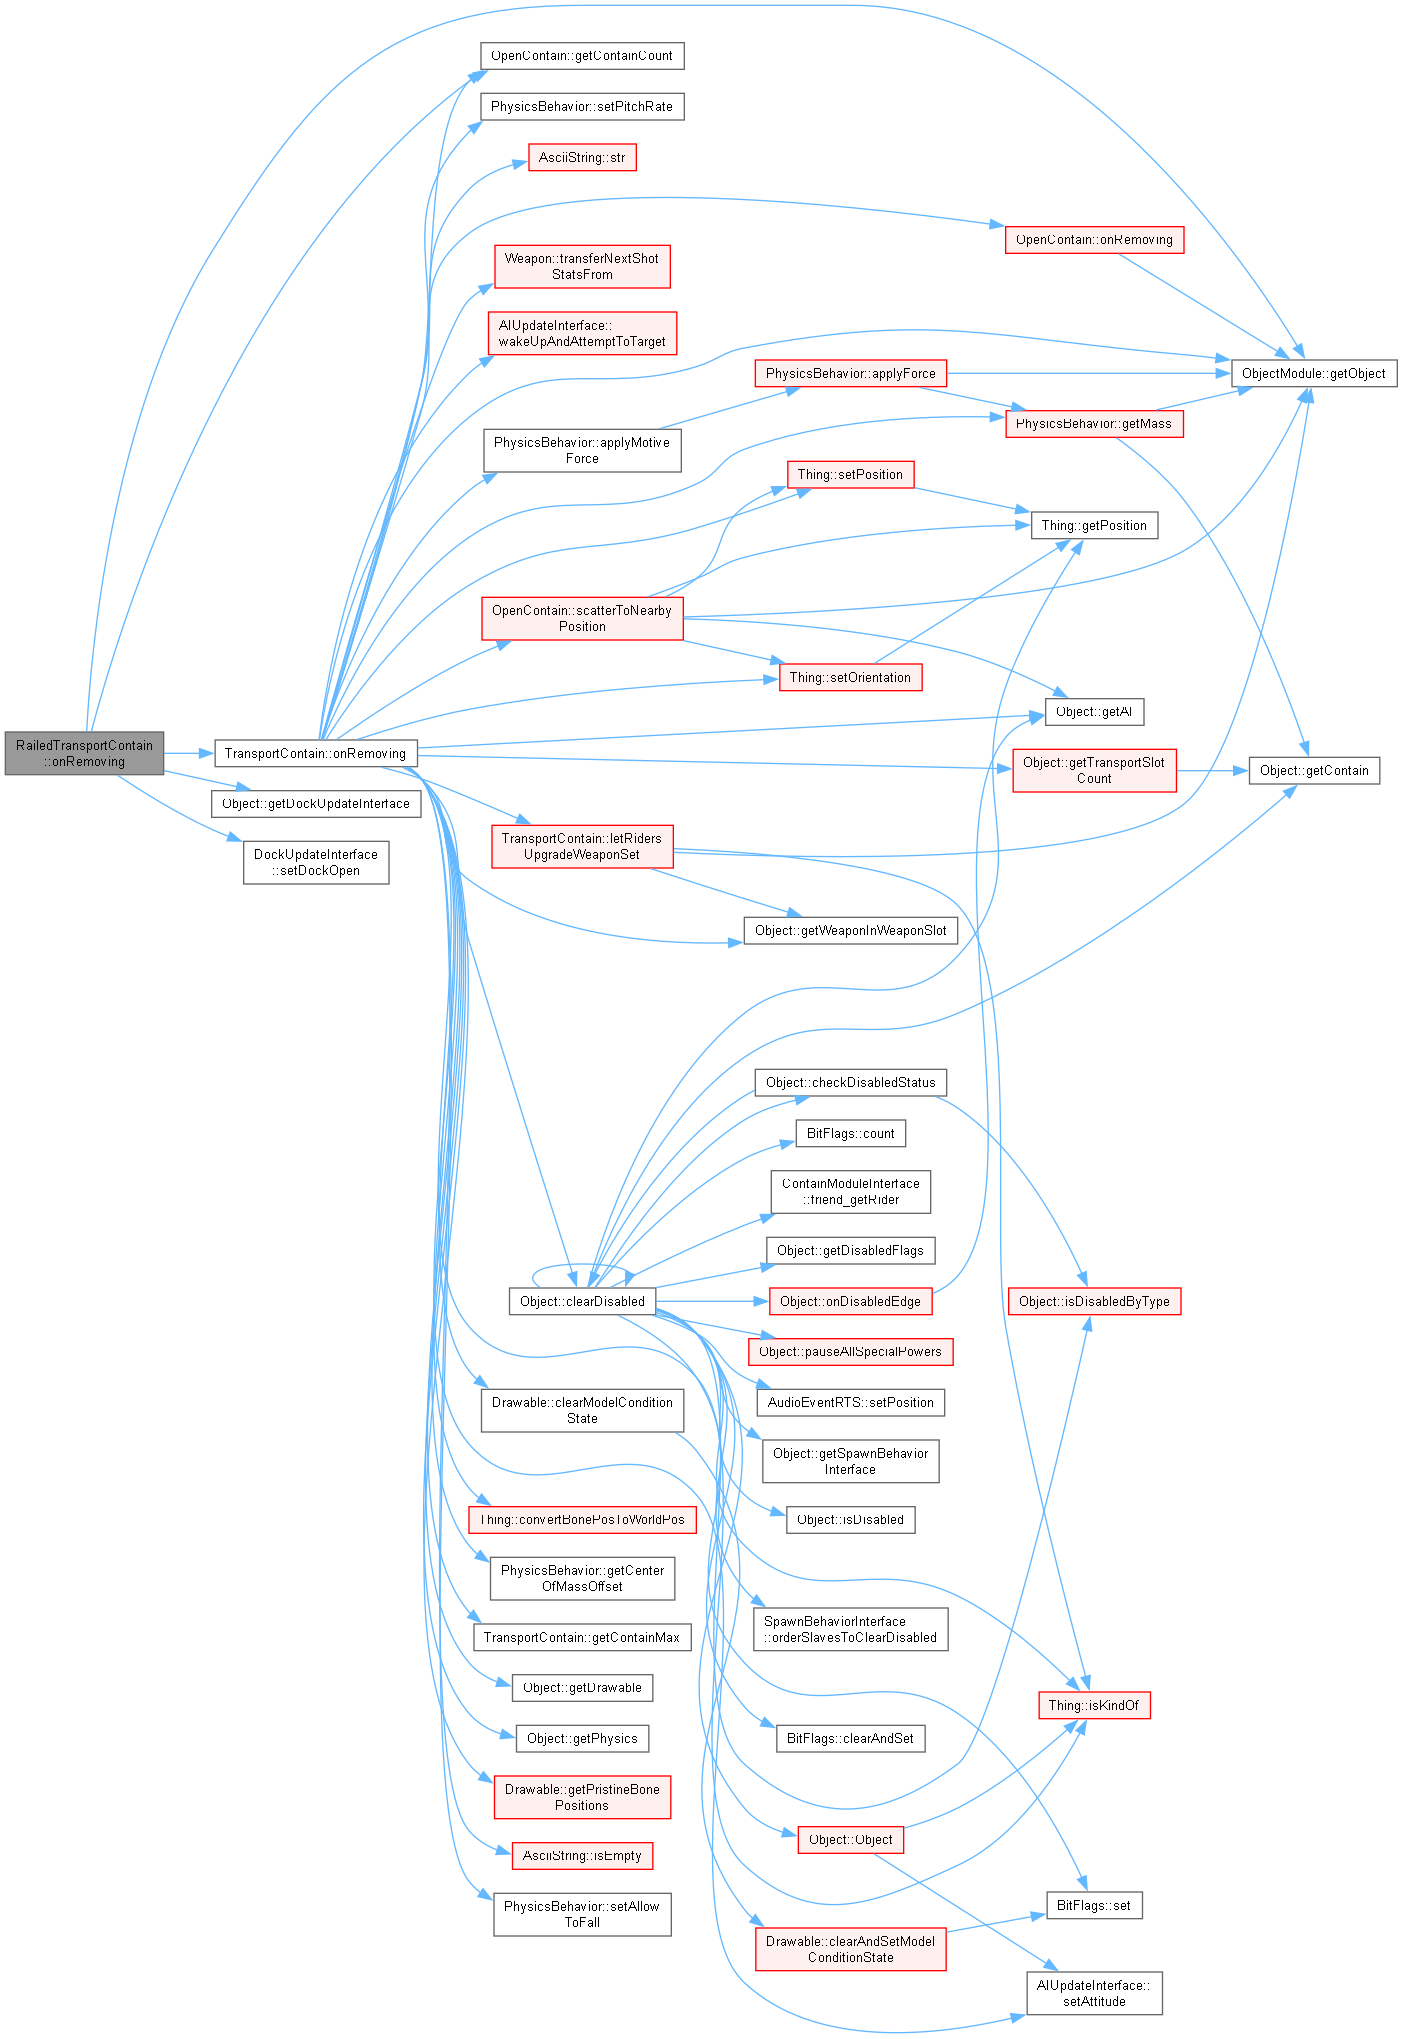 OpenContain::getContainCount
PhysicsBehavior::setPitchRate
AsciiString::str
OpenContain::onRemoving
Weapon::transferNextShot
StatsFrom
AIUpdateInterface::
wakeUpAndAttemptToTarget
PhysicsBehavior::applyForce
ObjectModule::getObject
PhysicsBehavior::getMass
PhysicsBehavior::applyMotive
Force
Thing::setPosition
Thing::getPosition
OpenContain::scatterToNearby
Position
Thing::setOrientation
Object::getAI
RailedTransportContain
::onRemoving
TransportContain::onRemoving
Object::getTransportSlot
Count
Object::getContain
Object::getDockUpdateInterface
TransportContain::letRiders
UpgradeWeaponSet
DockUpdateInterface
::setDockOpen
Object::getWeaponInWeaponSlot
Object::checkDisabledStatus
BitFlags::count
ContainModuleInterface
::friend_getRider
Object::getDisabledFlags
Object::clearDisabled
Object::onDisabledEdge
Object::isDisabledByType
Object::pauseAllSpecialPowers
Drawable::clearModelCondition
State
AudioEventRTS::setPosition
Object::getSpawnBehavior
Interface
Thing::convertBonePosToWorldPos
Object::isDisabled
PhysicsBehavior::getCenter
OfMassOffset
TransportContain::getContainMax
SpawnBehaviorInterface
::orderSlavesToClearDisabled
Object::getDrawable
Thing::isKindOf
Object::getPhysics
BitFlags::clearAndSet
Drawable::getPristineBone
Positions
Object::Object
AsciiString::isEmpty
PhysicsBehavior::setAllow
ToFall
BitFlags::set
Drawable::clearAndSetModel
ConditionState
AIUpdateInterface::
setAttitude